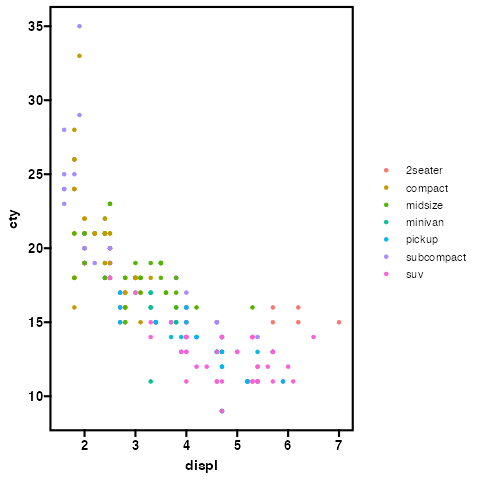 35
30
25
20
15
10
cty
2
3
4
5
6
7
displ
2seater
compact
midsize
minivan
pickup
subcompact
suv